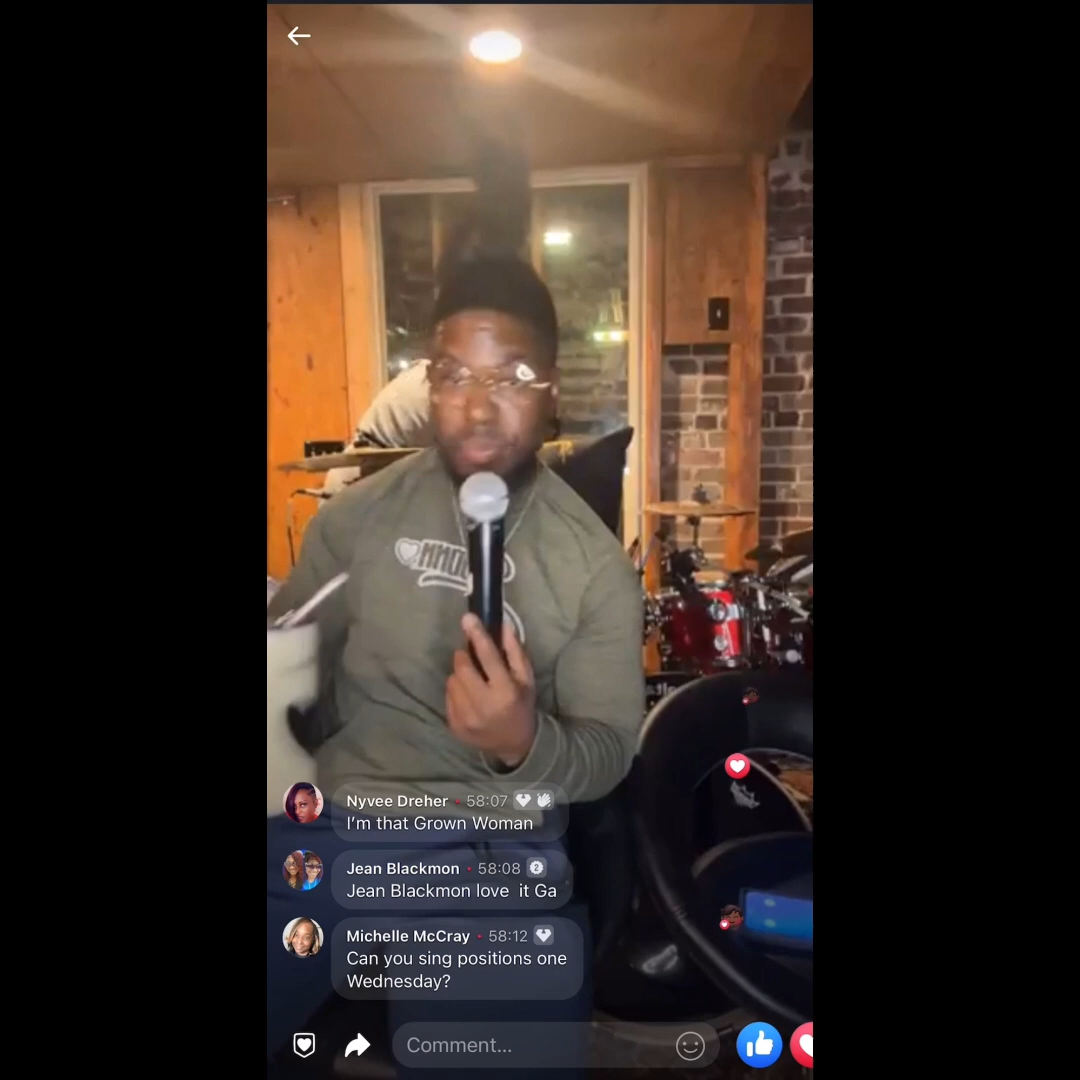 Nyvee Dreher · 58:07
I'm that Grown Woman
Jean Blackmon · 58:08 2
Jean Blackmon love it Ga
Michelle McCray · 58:12
Can you sing positions one
Wednesday?
Comment...